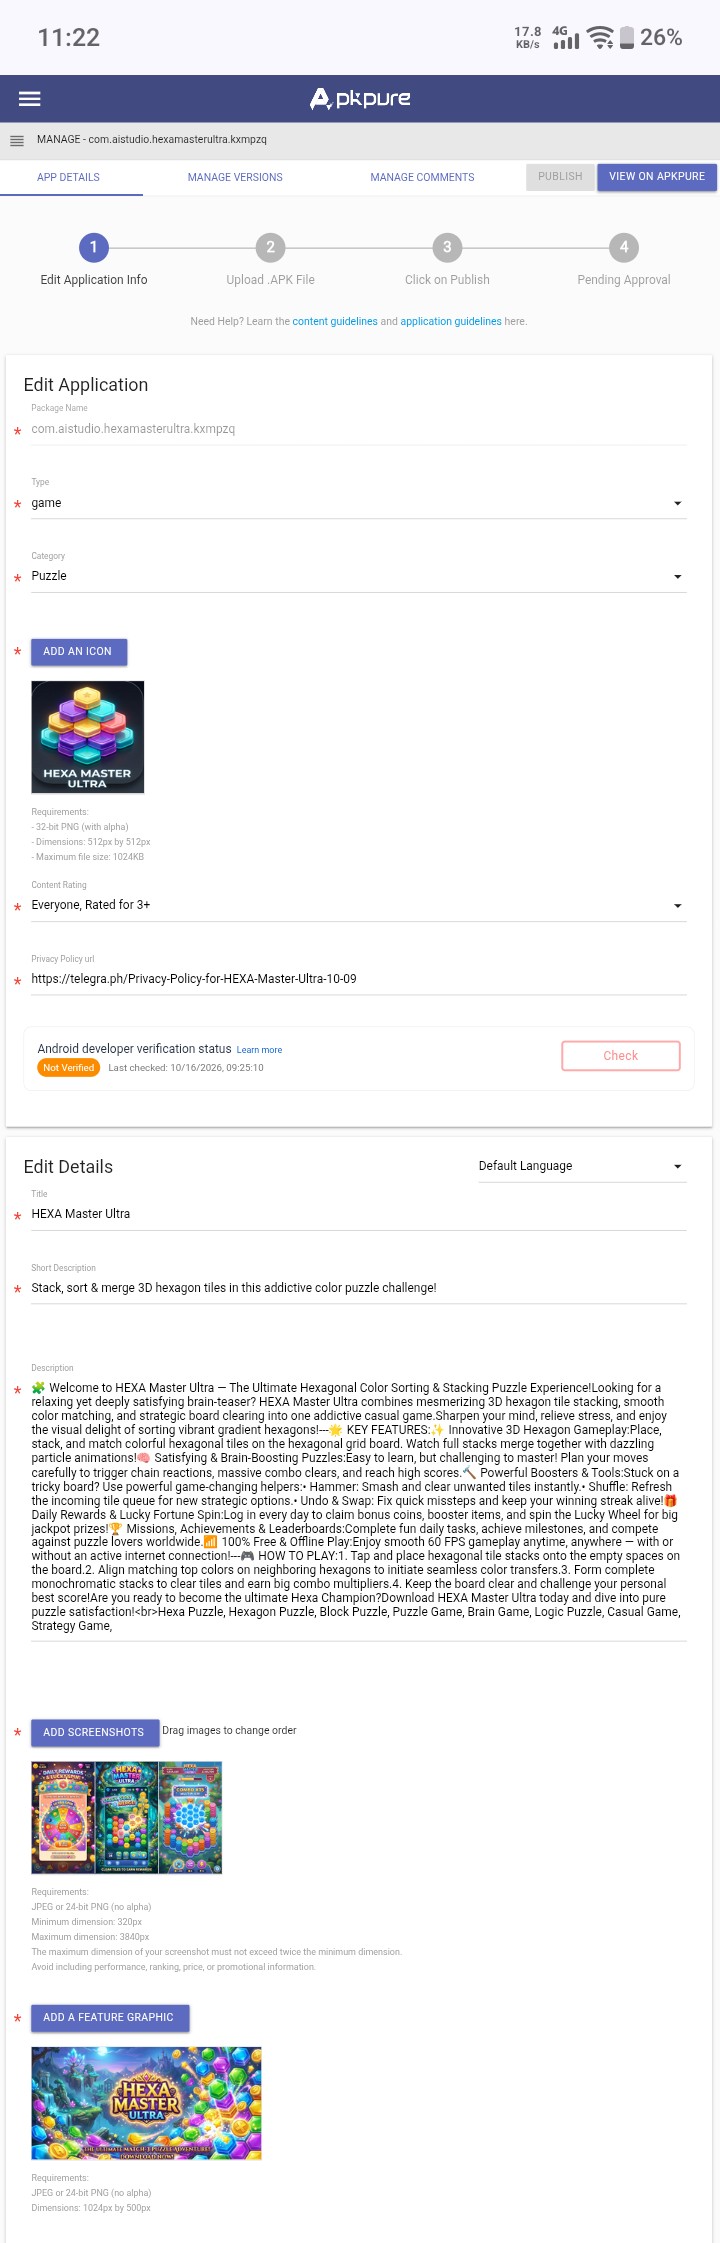 11:22
17.8 KB/s 4G 26%
Apkpure
MANAGE - com.aistudio.hexamasterultra.kxmpzq
APP DETAILS MANAGE VERSIONS MANAGE COMMENTS PUBLISH VIEW ON APKPURE
1 2 3 4
Edit Application Info Upload .APK File Click on Publish Pending Approval
Need Help? Learn the content guidelines and application guidelines here.
Edit Application
Package Name
* com.aistudio.hexamasterultra.kxmpzq
Type
* game
Category
* Puzzle
* ADD AN ICON
HEXA MASTER
ULTRA
Requirements:
- 32-bit PNG (with alpha)
- Dimensions: 512px by 512px
- Maximum file size: 1024KB
Content Rating
* Everyone, Rated for 3+
Privacy Policy url
* https://telegra.ph/Privacy-Policy-for-HEXA-Master-Ultra-10-09
Android developer verification status Learn more
Not Verified Last checked: 10/16/2026, 09:25:10
Check
Edit Details
Default Language
Title
* HEXA Master Ultra
Short Description
* Stack, sort & merge 3D hexagon tiles in this addictive color puzzle challenge!
Description
* 🧩 Welcome to HEXA Master Ultra — The Ultimate Hexagonal Color Sorting & Stacking Puzzle Experience!Looking for a
relaxing yet deeply satisfying brain-teaser? HEXA Master Ultra combines mesmerizing 3D hexagon tile stacking, smooth
color matching, and strategic board clearing into one addictive casual game.Sharpen your mind, relieve stress, and enjoy
the visual delight of sorting vibrant gradient hexagons!---🌟 KEY FEATURES:✨ Innovative 3D Hexagon Gameplay:Place,
stack, and match colorful hexagonal tiles on the hexagonal grid board. Watch full stacks merge together with dazzling
particle animations!🧠 Satisfying & Brain-Boosting Puzzles:Easy to learn, but challenging to master! Plan your moves
carefully to trigger chain reactions, massive combo clears, and reach high scores.🔨 Powerful Boosters & Tools:Stuck on a
tricky board? Use powerful game-changing helpers:• Hammer: Smash and clear unwanted tiles instantly.• Shuffle: Refresh
the incoming tile queue for new strategic options.• Undo & Swap: Fix quick missteps and keep your winning streak alive!🎁
Daily Rewards & Lucky Fortune Spin:Log in every day to claim bonus coins, booster items, and spin the Lucky Wheel for big
jackpot prizes!🏆 Missions, Achievements & Leaderboards:Complete fun daily tasks, achieve milestones, and compete
against puzzle lovers worldwide.📶 100% Free & Offline Play:Enjoy smooth 60 FPS gameplay anytime, anywhere — with or
without an active internet connection!---🎮 HOW TO PLAY:1. Tap and place hexagonal tile stacks onto the empty spaces on
the board.2. Align matching top colors on neighboring hexagons to initiate seamless color transfers.3. Form complete
monochromatic stacks to clear tiles and earn big combo multipliers.4. Keep the board clear and challenge your personal
best score!Are you ready to become the ultimate Hexa Champion?Download HEXA Master Ultra today and dive into pure
puzzle satisfaction!<br>Hexa Puzzle, Hexagon Puzzle, Block Puzzle, Puzzle Game, Brain Game, Logic Puzzle, Casual Game,
Strategy Game,
* ADD SCREENSHOTS Drag images to change order
DAILY REWARDS
HEXA
MASTER
ULTRA
Requirements:
JPEG or 24-bit PNG (no alpha)
Minimum dimension: 320px
Maximum dimension: 3840px
The maximum dimension of your screenshot must not exceed twice the minimum dimension.
Avoid including performance, ranking, price, or promotional information.
* ADD A FEATURE GRAPHIC
HEXA
MASTER
ULTRA
THE ULTIMATE MATCH-3 PUZZLE ADVENTURE!
DOWNLOAD NOW!
Requirements:
JPEG or 24-bit PNG (no alpha)
Dimensions: 1024px by 500px